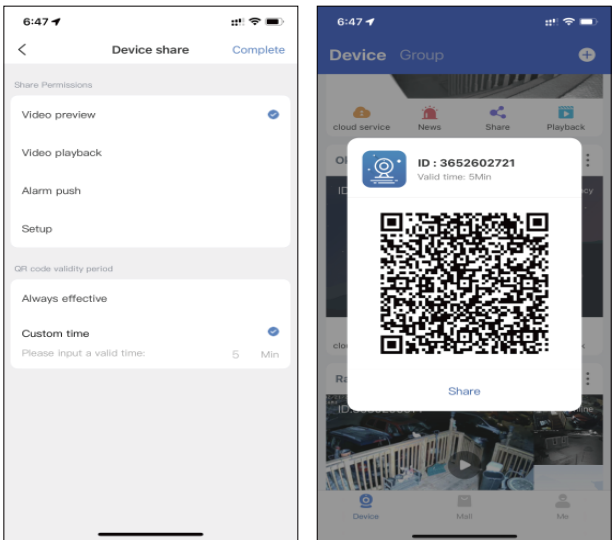 6:47
Device share
Complete
Share Permissions
Video preview
Video playback
Alarm push
Setup
QR code validity period
Always effective
Custom time
Please input a valid time: 5 Min
6:47
Device Group
cloud service News Share Playback
ID : 3652602721
Valid time: 5Min
Share
Device Mall Me